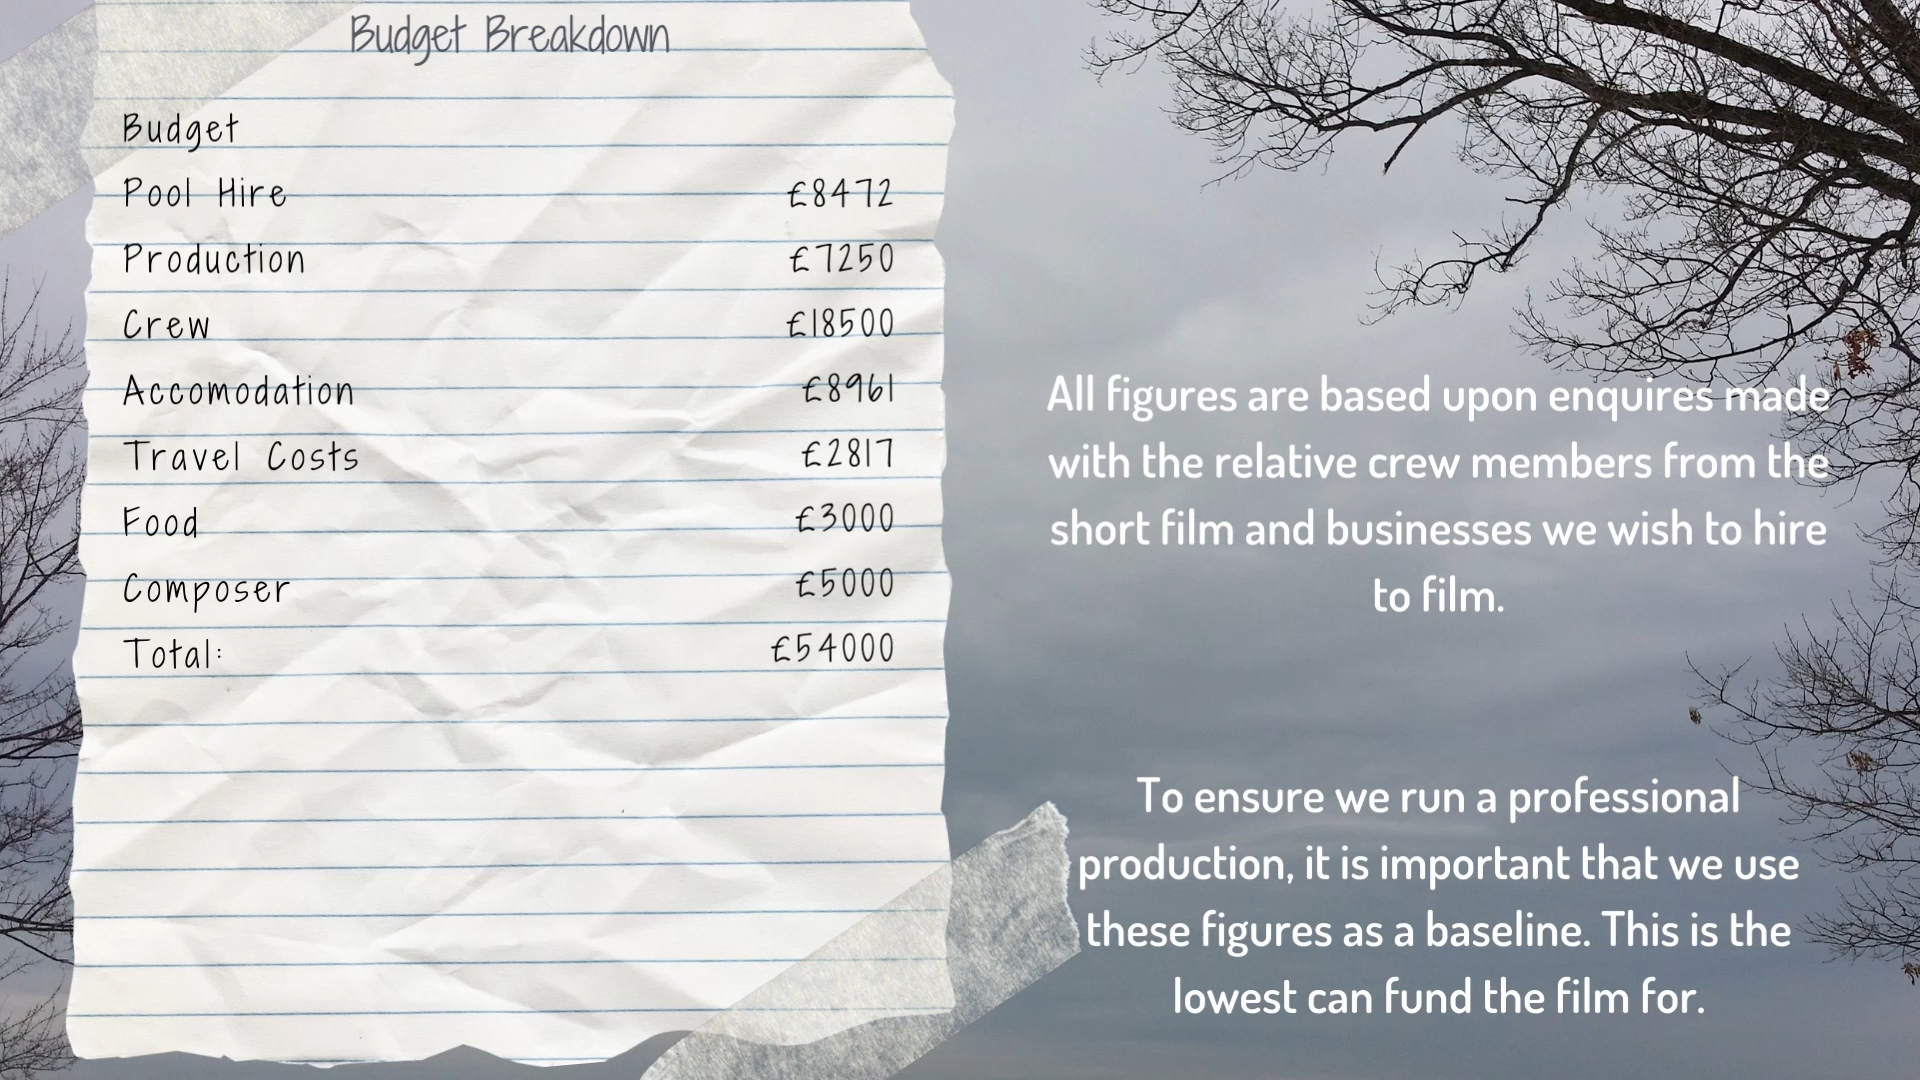 Budget Breakdown
Budget
Pool Hire £8472
Production £7250
Crew £18500
Accomodation £8961
Travel Costs £2817
Food £3000
Composer £5000
Total: £54000
All figures are based upon enquires made
with the relative crew members from the
short film and businesses we wish to hire
to film.
To ensure we run a professional
production, it is important that we use
these figures as a baseline. This is the
lowest can fund the film for.